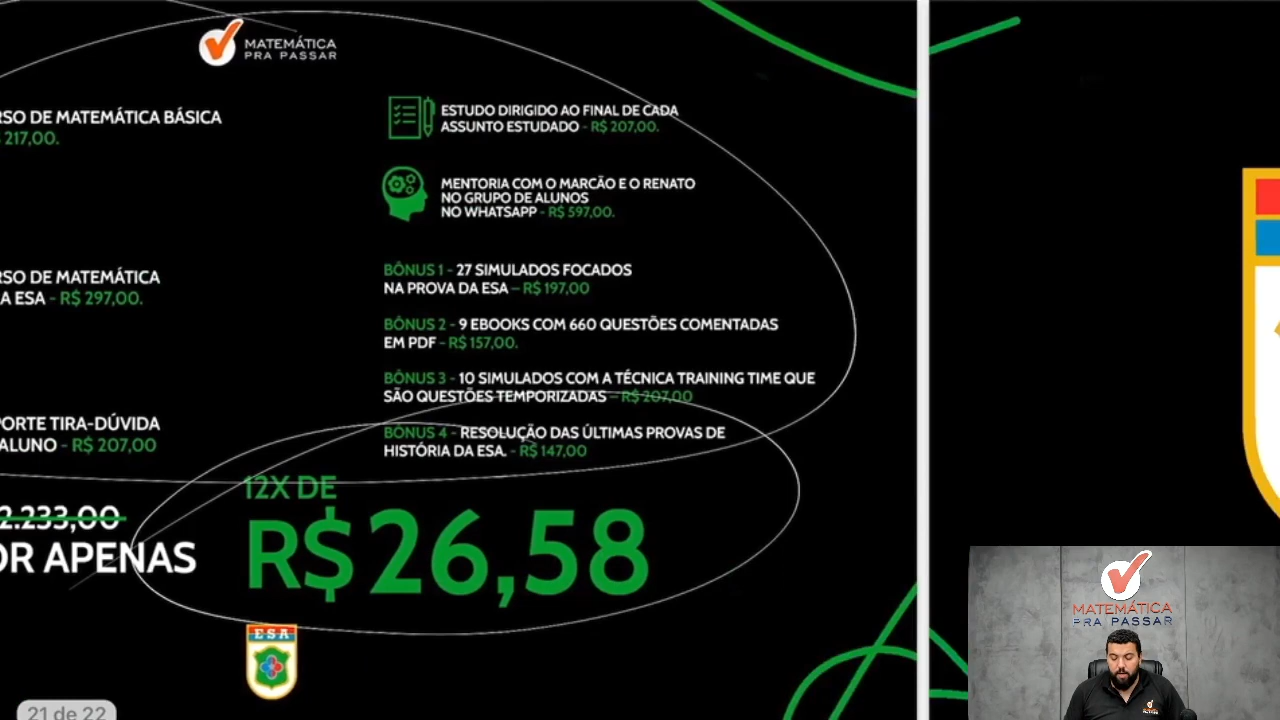 MATEMÁTICA
PRA PASSAR
RSO DE MATEMÁTICA BÁSICA
217,00.
RSO DE MATEMÁTICA
A ESA - R$ 297,00.
PORTE TIRA-DÚVIDA
ALUNO - R$ 207,00
ESTUDO DIRIGIDO AO FINAL DE CADA
ASSUNTO ESTUDADO - R$ 207,00.
MENTORIA COM O MARCÃO E O RENATO
NO GRUPO DE ALUNOS
NO WHATSAPP - R$ 597,00.
BÔNUS 1 - 27 SIMULADOS FOCADOS
NA PROVA DA ESA – R$ 197,00
BÔNUS 2 - 9 EBOOKS COM 660 QUESTÕES COMENTADAS
EM PDF - R$ 157,00.
BÔNUS 3 - 10 SIMULADOS COM A TÉCNICA TRAINING TIME QUE
SÃO QUESTÕES TEMPORIZADAS – R$ 207,00
BÔNUS 4 - RESOLUÇÃO DAS ÚLTIMAS PROVAS DE
HISTÓRIA DA ESA. - R$ 147,00
2.233,00
OR APENAS
12X DE
R$ 26,58
ESA
21 de 22
MATEMÁTICA
PRA PASSAR